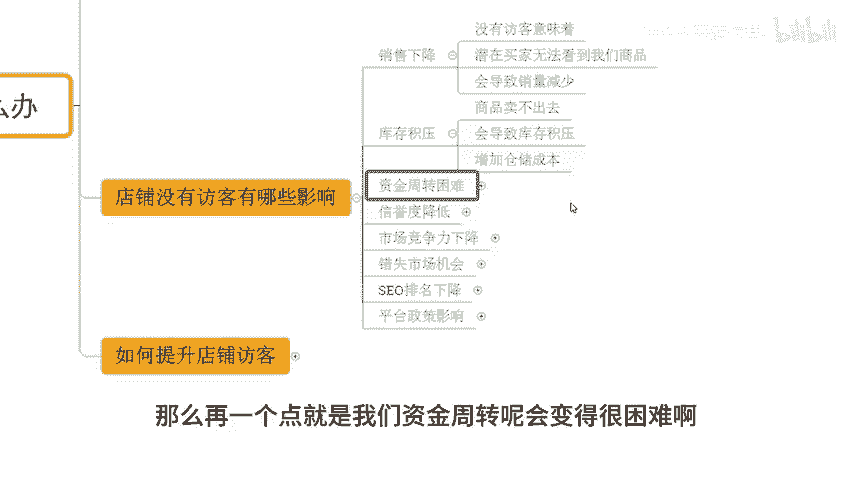 没有访客意味着
销售下降
潜在买家无法看到我们商品
会导致销量减少
么办
商品卖不出去
库存积压
会导致库存积压
增加仓储成本
店铺没有访客有哪些影响
资金周转困难
信誉度降低
市场竞争力下降
错失市场机会
SEO排名下降
平台政策影响
如何提升店铺访客
那么再一个点就是我们资金周转呢会变得很困难啊
bilibili